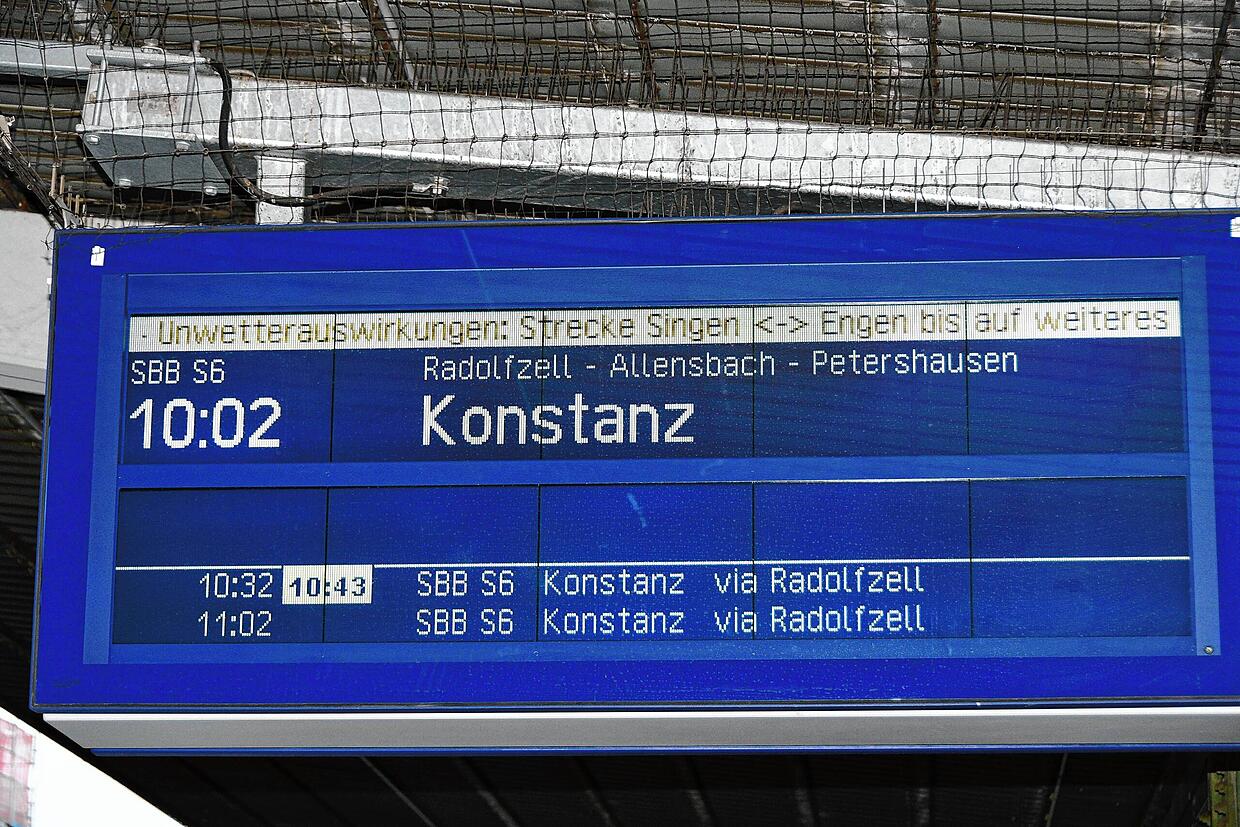 · Unwetterauswirkungen: Strecke Singen <-> Engen bis auf weiteres
SBB S6 Radolfzell - Allensbach - Petershausen
10:02 Konstanz
10:32 10:43 SBB S6 Konstanz via Radolfzell
11:02 SBB S6 Konstanz via Radolfzell